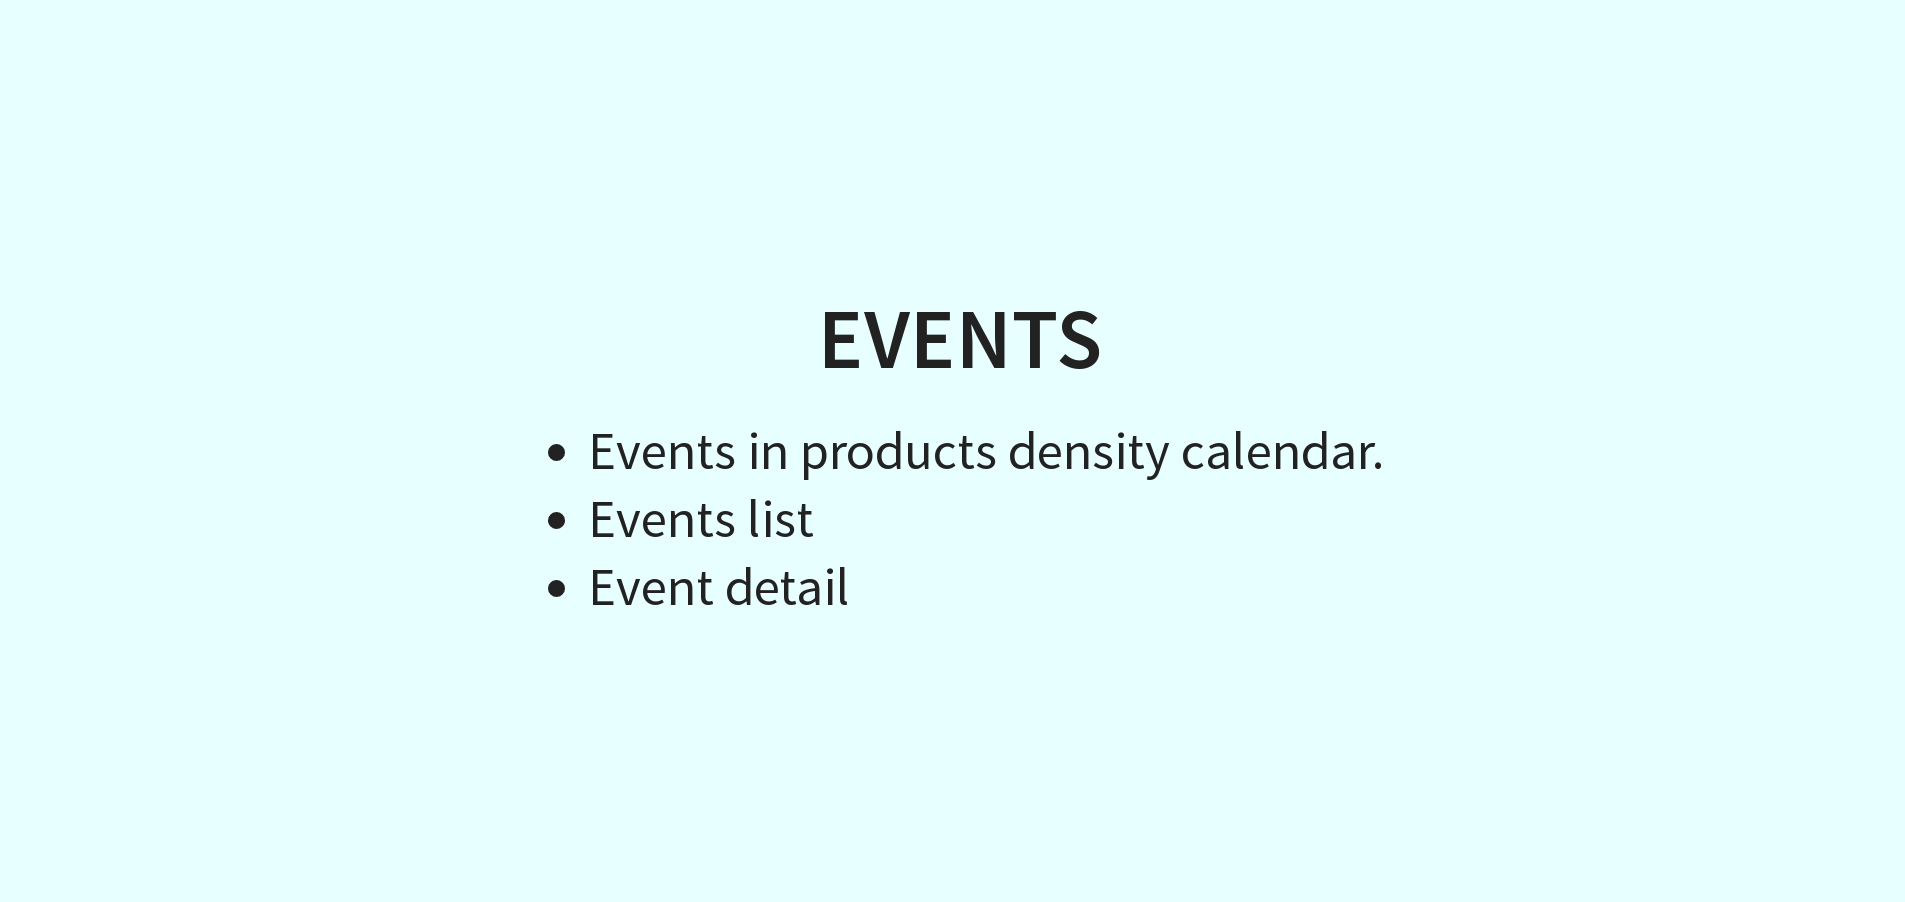 EVENTS
• Events in products density calendar.
• Events list
• Event detail